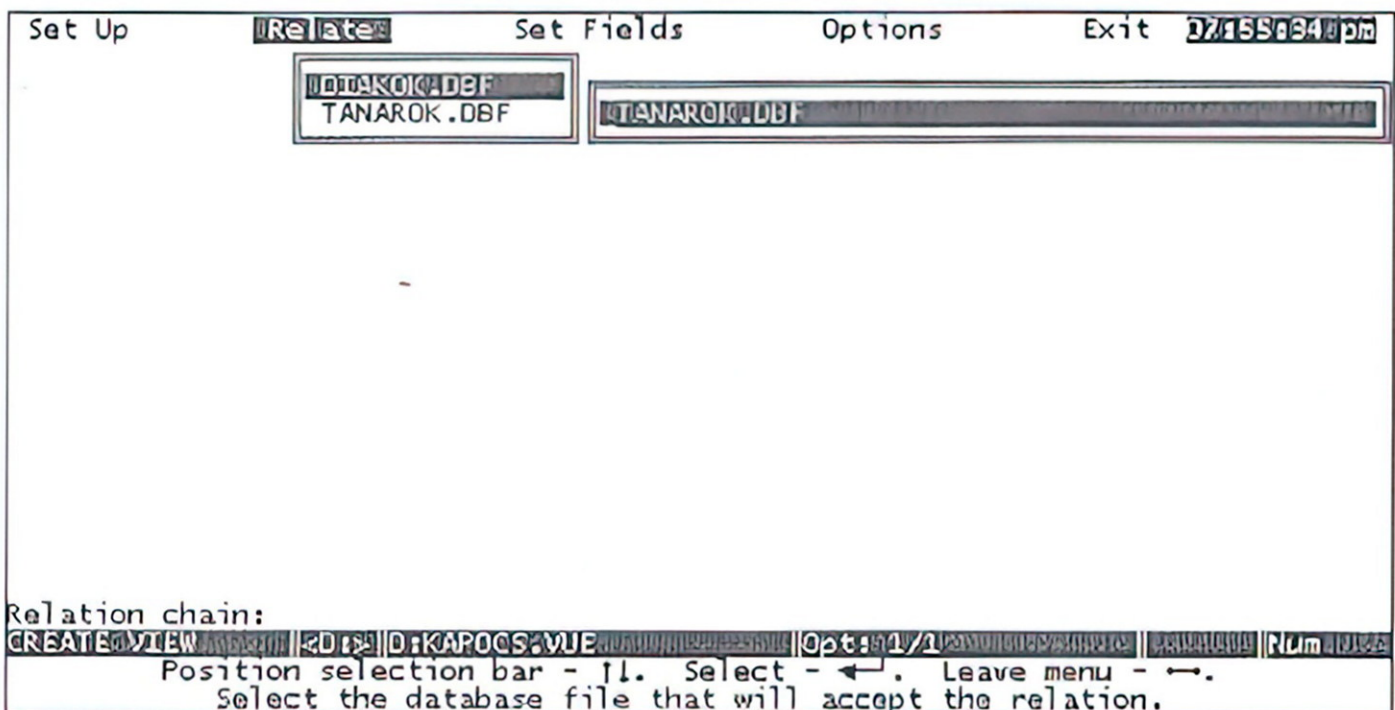 Set Up Relate Set Fields Options Exit 07:55:34 pm
DIAKOK.DBF
TANAROK.DBF
TANAROK.DBF
Relation chain:
CREATE VIEW <D:> D:KAPOCS.VUE Opt: 1/1 Num
Position selection bar - ↑↓. Select - ↵. Leave menu - ↔.
Select the database file that will accept the relation.